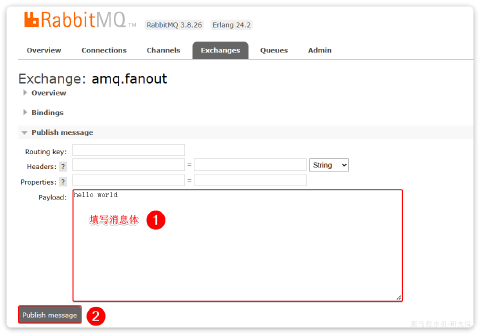 RabbitMQ TM RabbitMQ 3.8.26 Erlang 24.2
Overview Connections Channels Exchanges Queues Admin
Exchange: amq.fanout
Overview
Bindings
Publish message
Routing key:
Headers: ? = String
Properties: ? =
Payload: hello world
填写消息体 1
Publish message 2